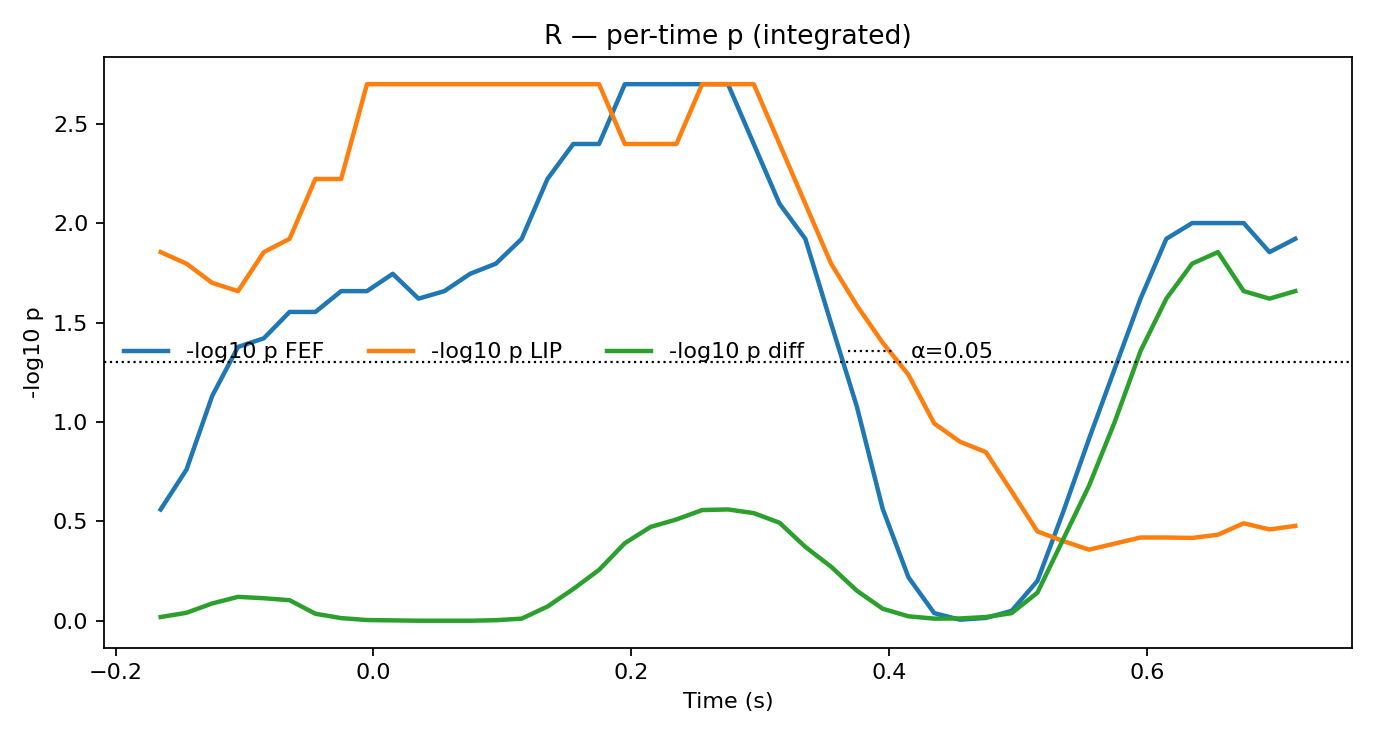 R — per-time p (integrated)
2.5
2.0
1.5
1.0
0.5
0.0
-log10 p
-log10 p FEF -log10 p LIP -log10 p diff α=0.05
−0.2 0.0 0.2 0.4 0.6
Time (s)